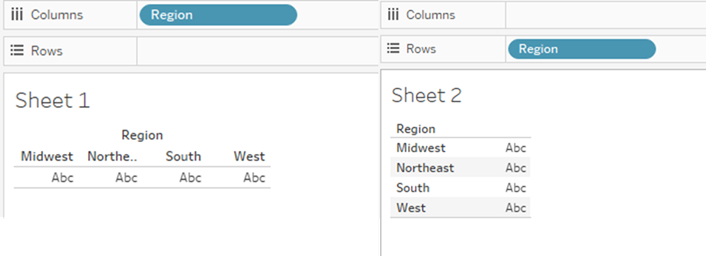 Columns Region
Rows
Sheet 1
Region
Midwest Northe.. South West
Abc Abc Abc Abc
Columns
Rows Region
Sheet 2
Region
Midwest Abc
Northeast Abc
South Abc
West Abc